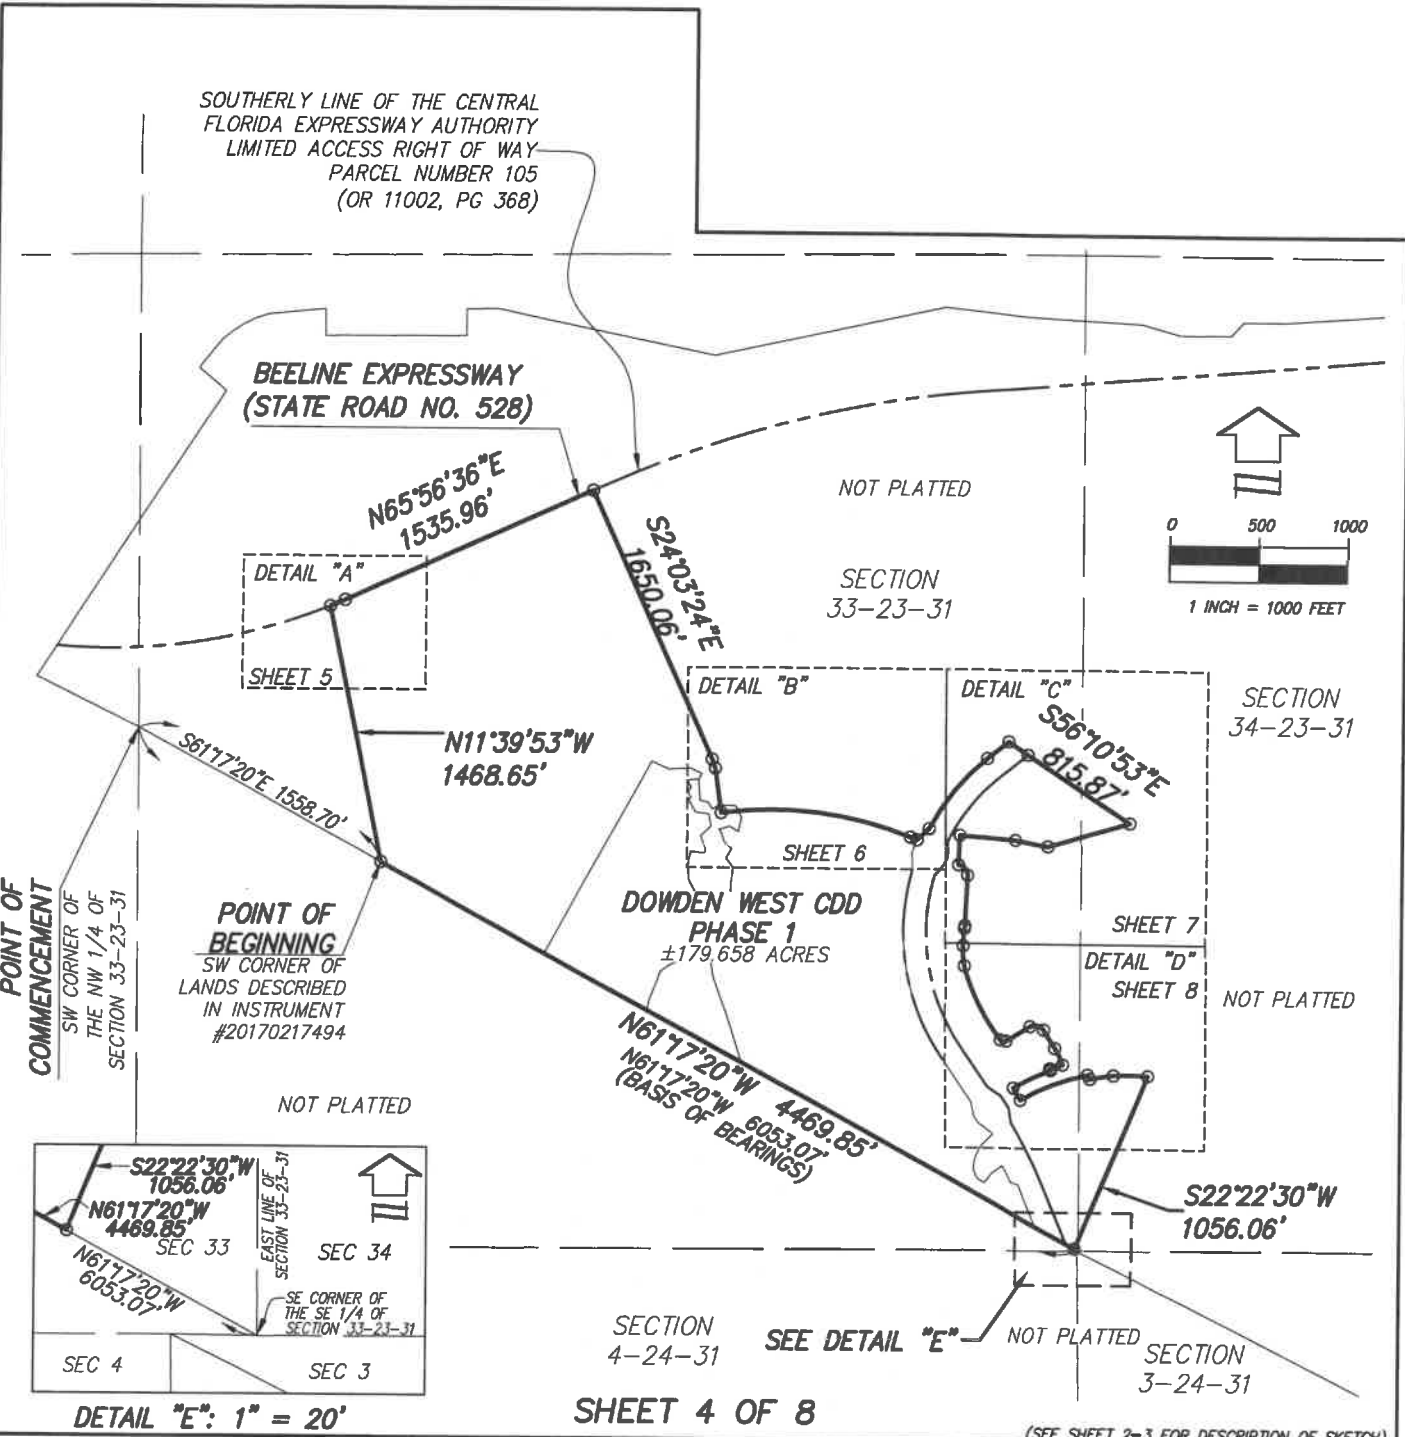 SOUTHERLY LINE OF THE CENTRAL
FLORIDA EXPRESSWAY AUTHORITY
LIMITED ACCESS RIGHT OF WAY
PARCEL NUMBER 105
(OR 11002, PG 368)
BEELINE EXPRESSWAY
(STATE ROAD NO. 528)
N65°56'36"E
1535.96'
S24°03'24"E
1650.06'
NOT PLATTED
0 500 1000
1 INCH = 1000 FEET
SECTION
33-23-31
DETAIL "A"
SHEET 5
DETAIL "B"
SHEET 6
DETAIL "C"
S56°10'53"E
815.87'
SECTION
34-23-31
N11°39'53"W
1468.65'
S61°17'20"E 1558.70'
POINT OF
COMMENCEMENT
SW CORNER OF
THE NW 1/4 OF
SECTION 33-23-31
POINT OF
BEGINNING
SW CORNER OF
LANDS DESCRIBED
IN INSTRUMENT
#20170217494
DOWDEN WEST CDD
PHASE 1
±179.658 ACRES
SHEET 7
DETAIL "D"
SHEET 8
NOT PLATTED
N61°17'20"W 4469.85'
N61°17'20"W 6053.07'
(BASIS OF BEARINGS)
NOT PLATTED
S22°22'30"W
1056.06'
S22°22'30"W
1056.06'
N61°17'20"W
4469.85'
SEC 33
EAST LINE OF
SECTION 33-23-31
SEC 34
N61°17'20"W
6053.07'
SE CORNER OF
THE SE 1/4 OF
SECTION 33-23-31
SEC 4
SEC 3
DETAIL "E": 1" = 20'
SECTION
4-24-31
SEE DETAIL "E"
NOT PLATTED
SECTION
3-24-31
SHEET 4 OF 8
(SEE SHEET 2-3 FOR DESCRIPTION OF SKETCH)